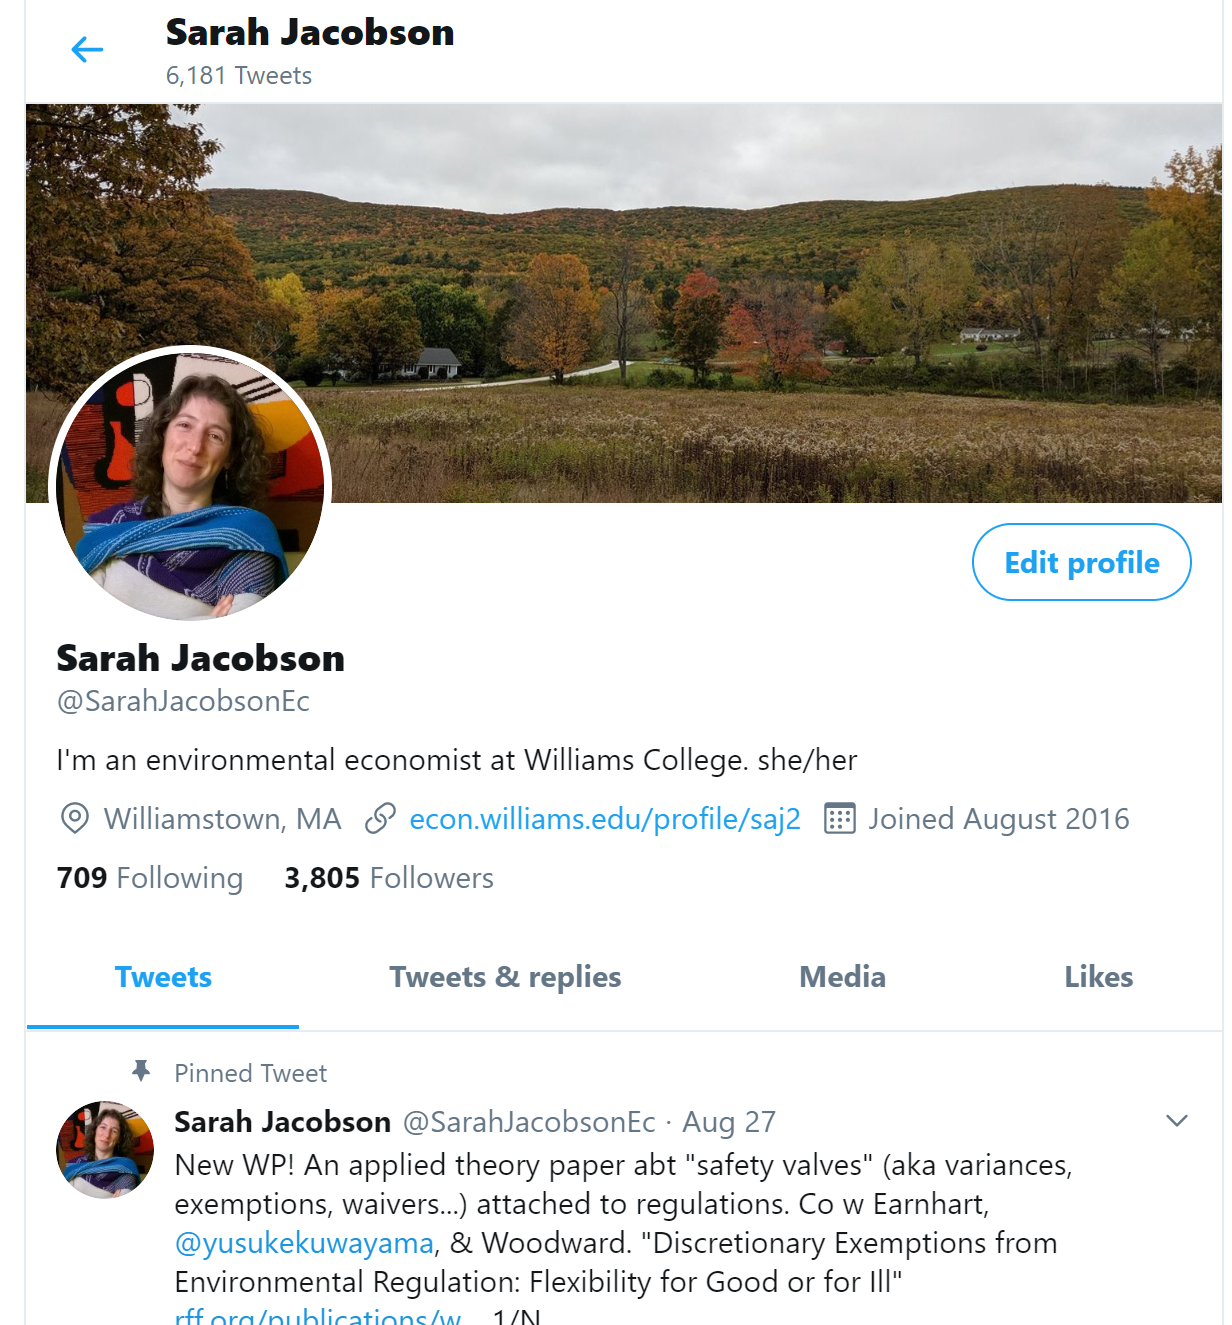 Sarah Jacobson
6,181 Tweets
Edit profile
Sarah Jacobson
@SarahJacobsonEc
I'm an environmental economist at Williams College. she/her
Williamstown, MA econ.williams.edu/profile/saj2 Joined August 2016
709 Following 3,805 Followers
Tweets Tweets & replies Media Likes
Pinned Tweet
Sarah Jacobson @SarahJacobsonEc · Aug 27
New WP! An applied theory paper abt "safety valves" (aka variances,
exemptions, waivers...) attached to regulations. Co w Earnhart,
@yusukekuwayama, & Woodward. "Discretionary Exemptions from
Environmental Regulation: Flexibility for Good or for Ill"
rff.org/publications/w... 1/N